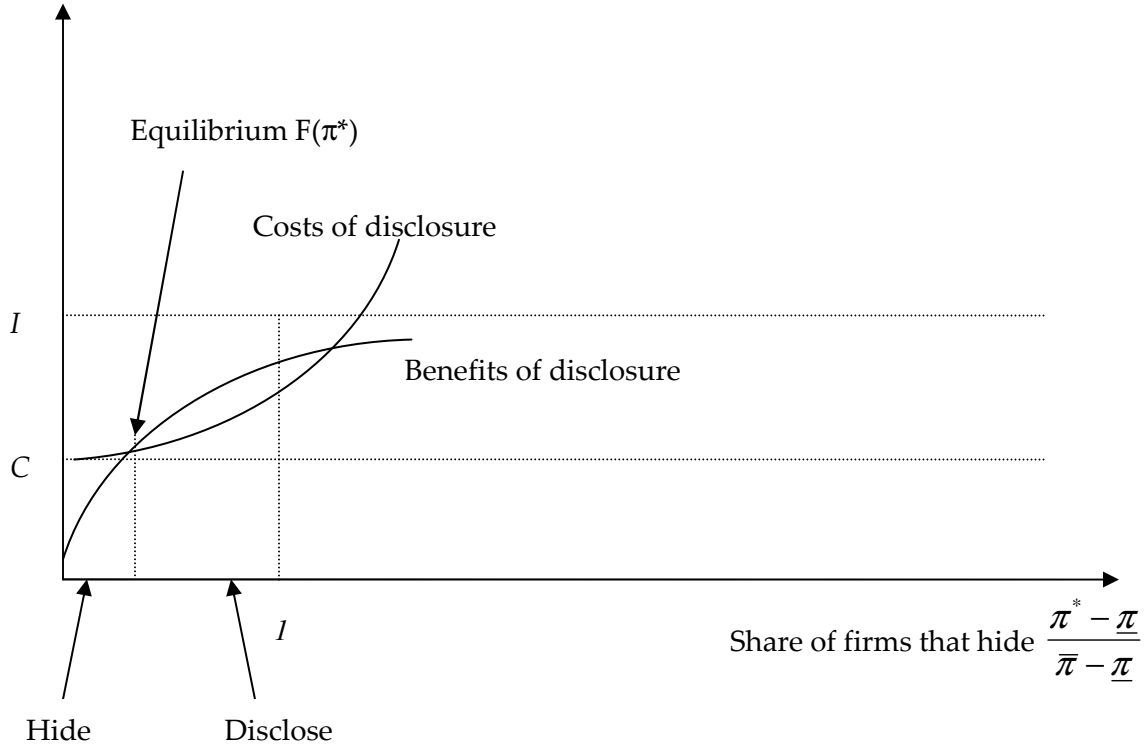 Equilibrium F(π*)
Costs of disclosure
I
Benefits of disclosure
C
1
Share of firms that hide (π* − π̲) / (π̅ − π̲)
Hide
Disclose